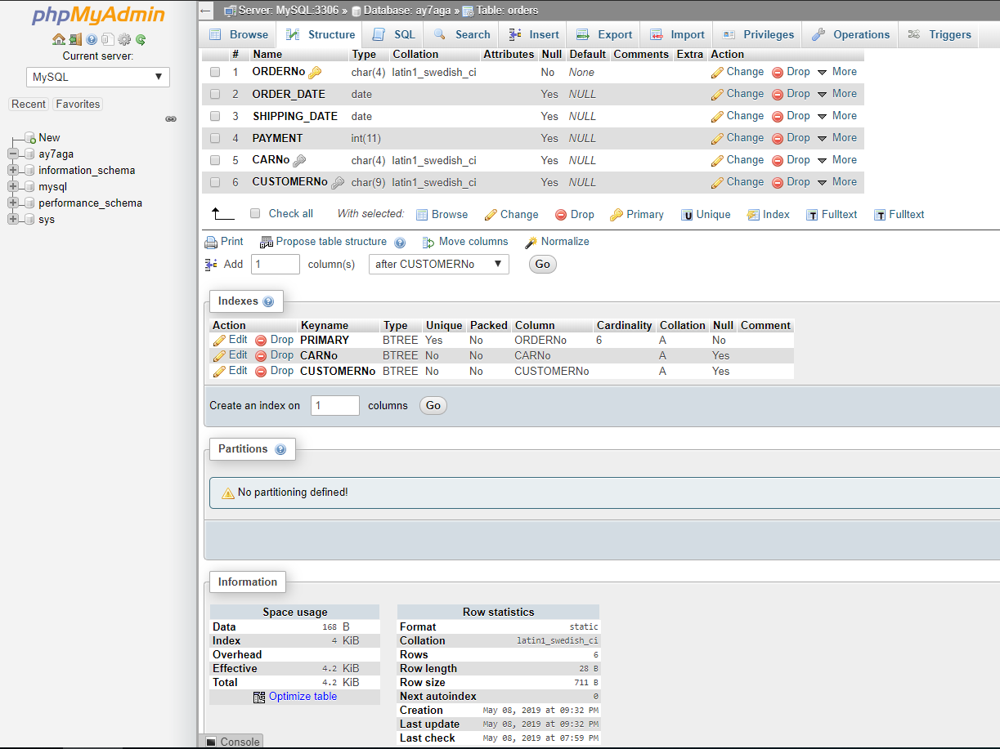 phpMyAdmin
Current server:
MySQL
Recent Favorites
New
ay7aga
information_schema
mysql
performance_schema
sys
Server: MySQL:3306 » Database: ay7aga » Table: orders
Browse Structure SQL Search Insert Export Import Privileges Operations Triggers
# Name Type Collation Attributes Null Default Comments Extra Action
1 ORDERNo char(4) latin1_swedish_ci No None Change Drop More
2 ORDER_DATE date Yes NULL Change Drop More
3 SHIPPING_DATE date Yes NULL Change Drop More
4 PAYMENT int(11) Yes NULL Change Drop More
5 CARNo char(4) latin1_swedish_ci Yes NULL Change Drop More
6 CUSTOMERNo char(9) latin1_swedish_ci Yes NULL Change Drop More
Check all With selected: Browse Change Drop Primary Unique Index Fulltext Fulltext
Print Propose table structure Move columns Normalize
Add 1 column(s) after CUSTOMERNo Go
Indexes
Action Keyname Type Unique Packed Column Cardinality Collation Null Comment
Edit Drop PRIMARY BTREE Yes No ORDERNo 6 A No
Edit Drop CARNo BTREE No No CARNo A Yes
Edit Drop CUSTOMERNo BTREE No No CUSTOMERNo A Yes
Create an index on 1 columns Go
Partitions
No partitioning defined!
Information
Space usage
Data 168 B
Index 4 KiB
Overhead
Effective 4.2 KiB
Total 4.2 KiB
Optimize table
Row statistics
Format static
Collation latin1_swedish_ci
Rows 6
Row length 28 B
Row size 711 B
Next autoindex 0
Creation May 08, 2019 at 09:32 PM
Last update May 08, 2019 at 09:32 PM
Last check May 08, 2019 at 07:59 PM
Console